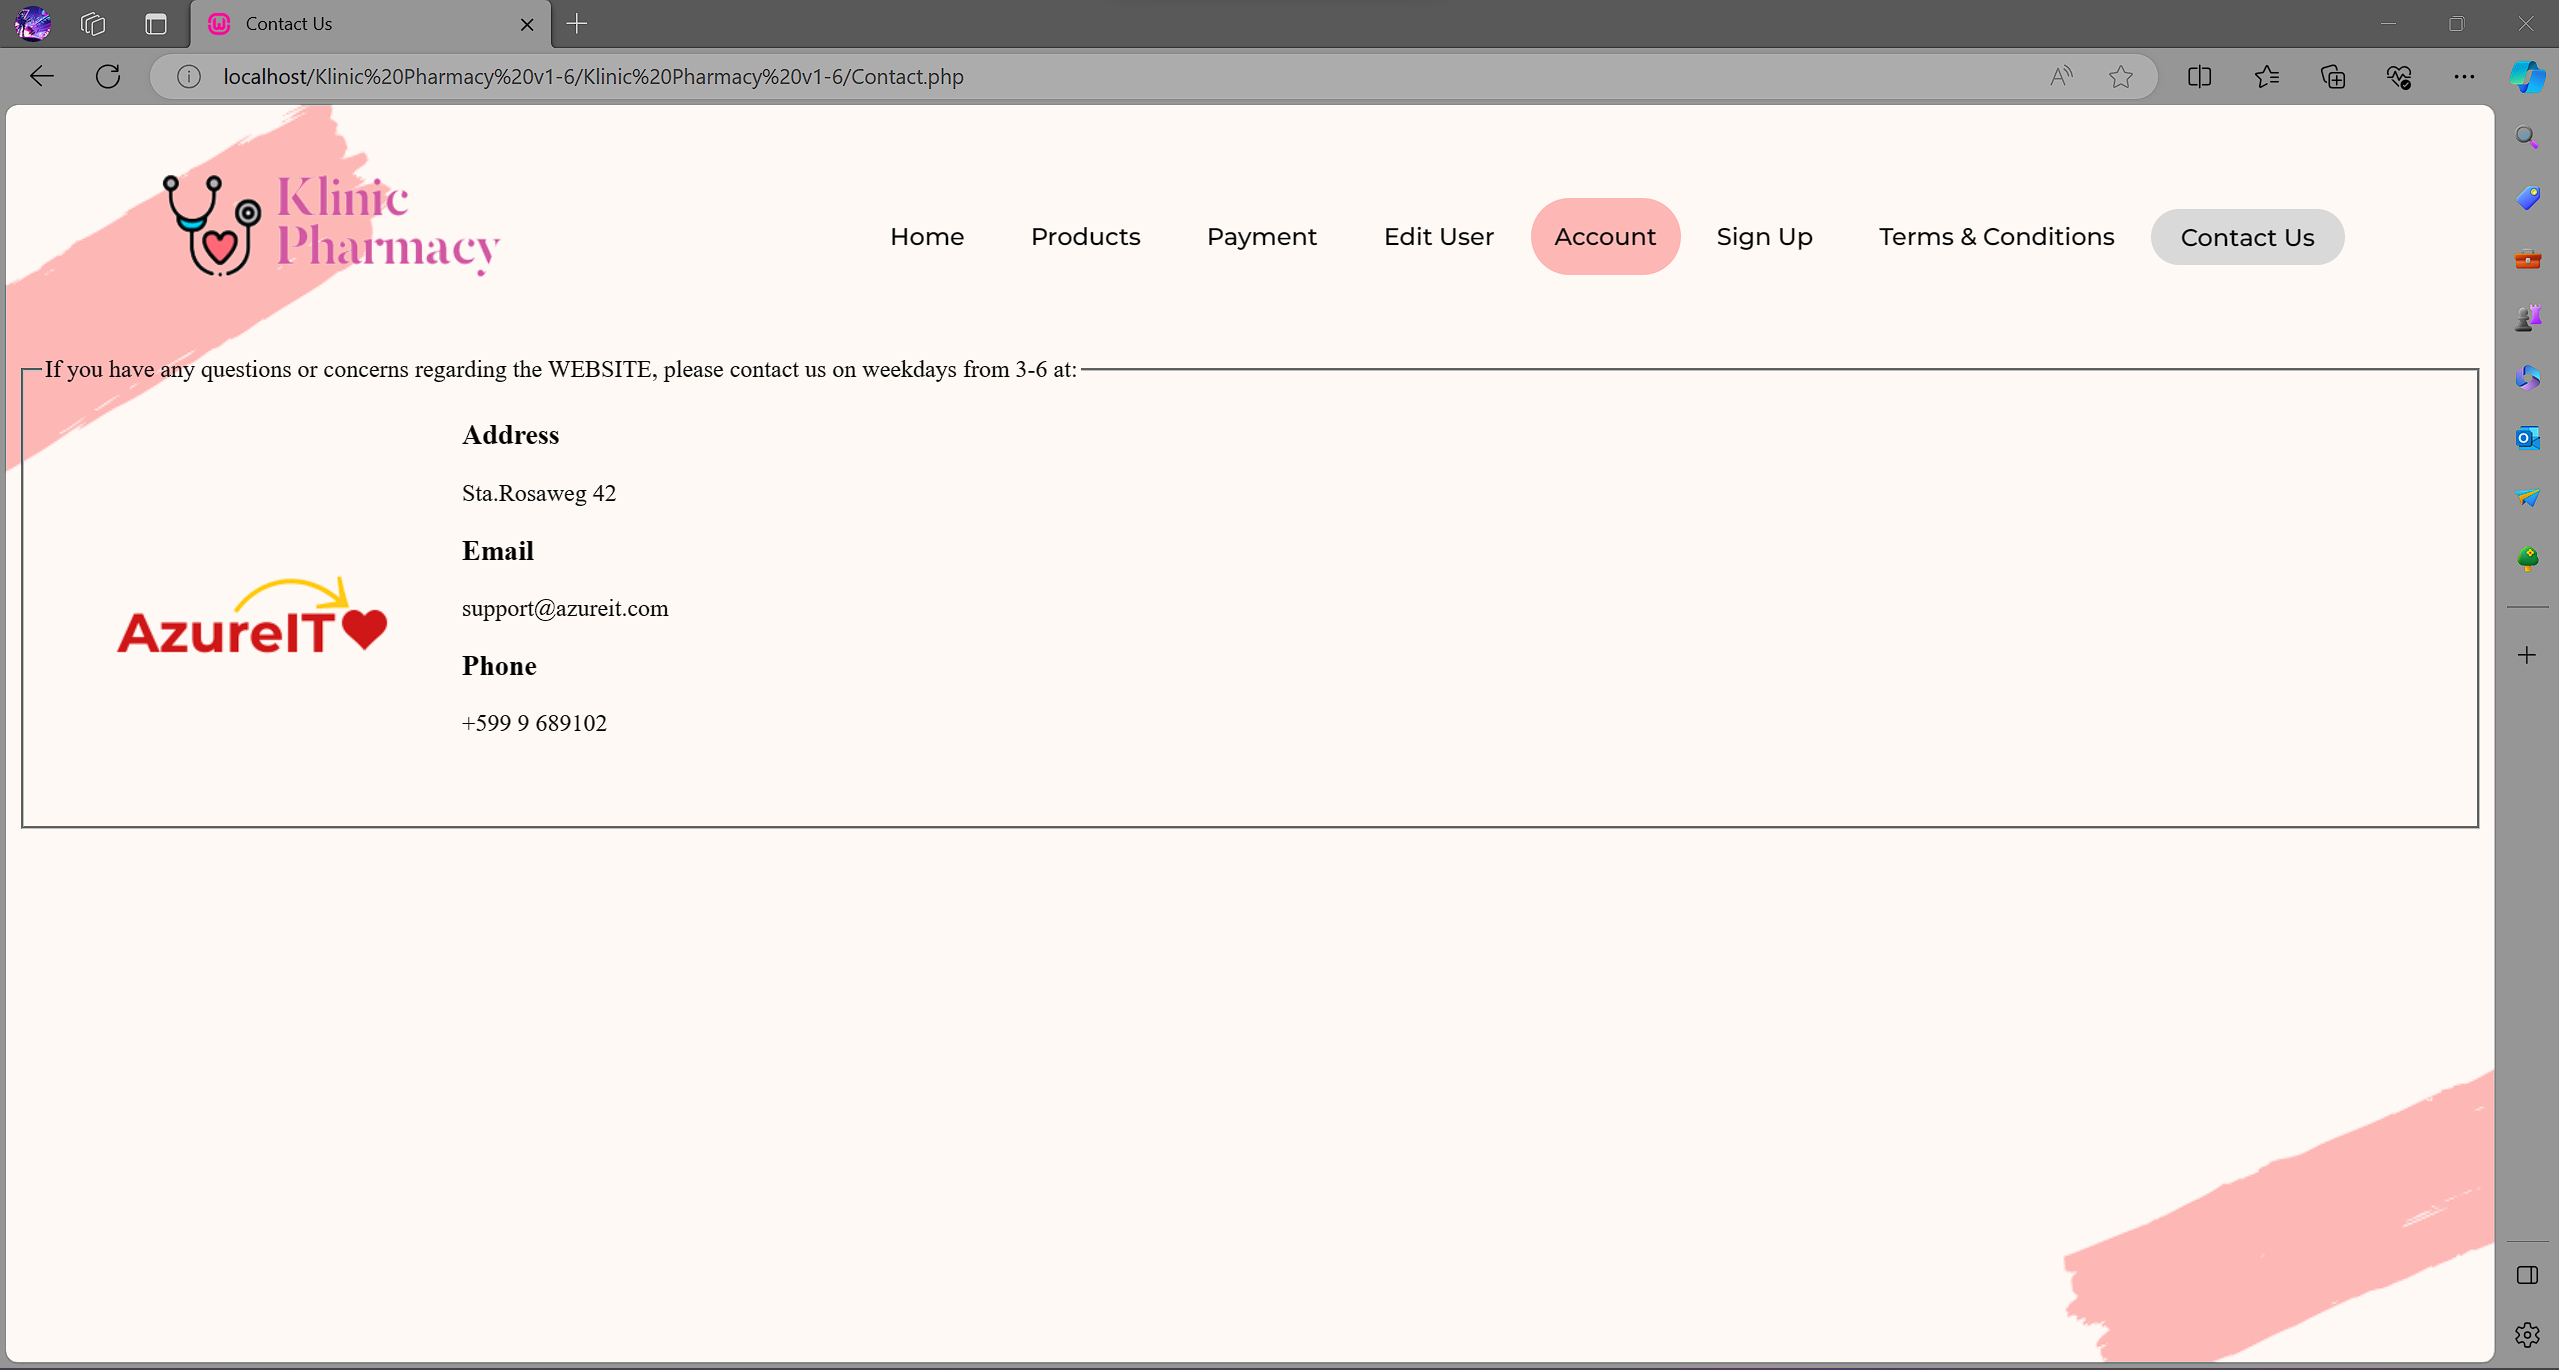 Contact Us
localhost/Klinic%20Pharmacy%20v1-6/Klinic%20Pharmacy%20v1-6/Contact.php
Klinic
Pharmacy
Home Products Payment Edit User Account Sign Up Terms & Conditions Contact Us
If you have any questions or concerns regarding the WEBSITE, please contact us on weekdays from 3-6 at:
Address
Sta.Rosaweg 42
Email
support@azureit.com
AzureIT
Phone
+599 9 689102